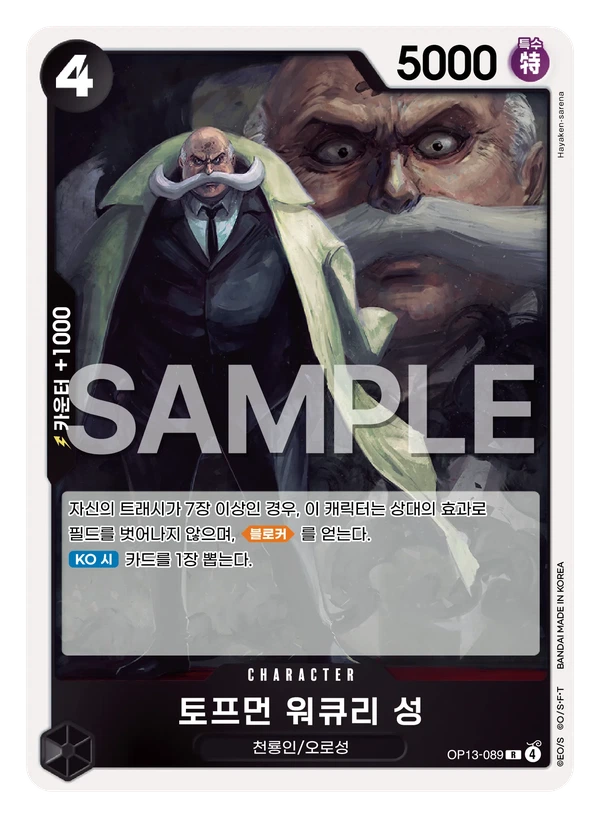 4
5000
특수
特
Hayaken-sarena
카운터 +1000
SAMPLE
자신의 트래시가 7장 이상인 경우, 이 캐릭터는 상대의 효과로
필드를 벗어나지 않으며, 블로커 를 얻는다.
KO 시 카드를 1장 뽑는다.
CHARACTER
토프먼 워큐리 성
천룡인/오로성
OP13-089 R 4
©EO/S ©O/S·F·T BANDAI MADE IN KOREA